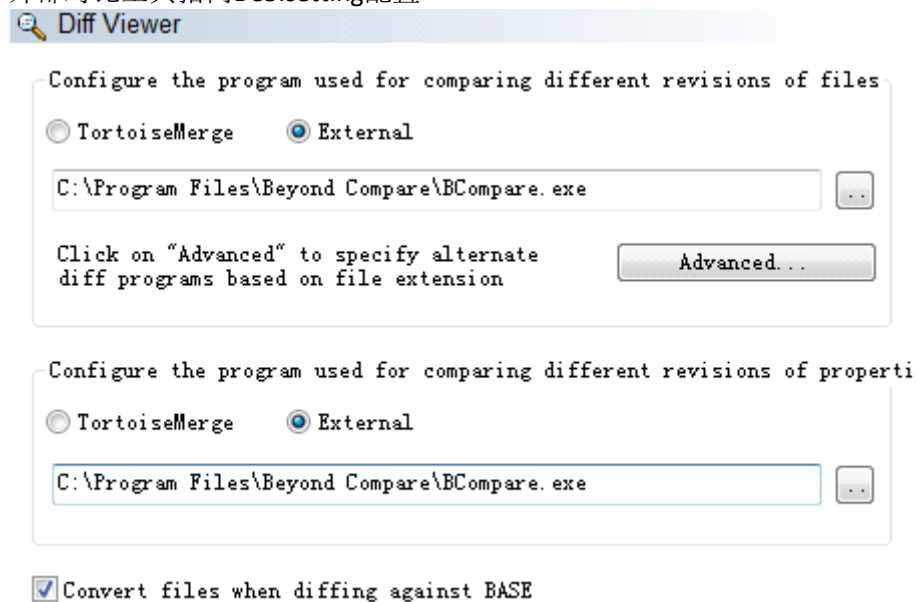 Diff Viewer
Configure the program used for comparing different revisions of files
TortoiseMerge External
C:\Program Files\Beyond Compare\BCompare.exe ..
Click on "Advanced" to specify alternate
diff programs based on file extension
Advanced...
Configure the program used for comparing different revisions of properti
TortoiseMerge External
C:\Program Files\Beyond Compare\BCompare.exe ..
Convert files when diffing against BASE